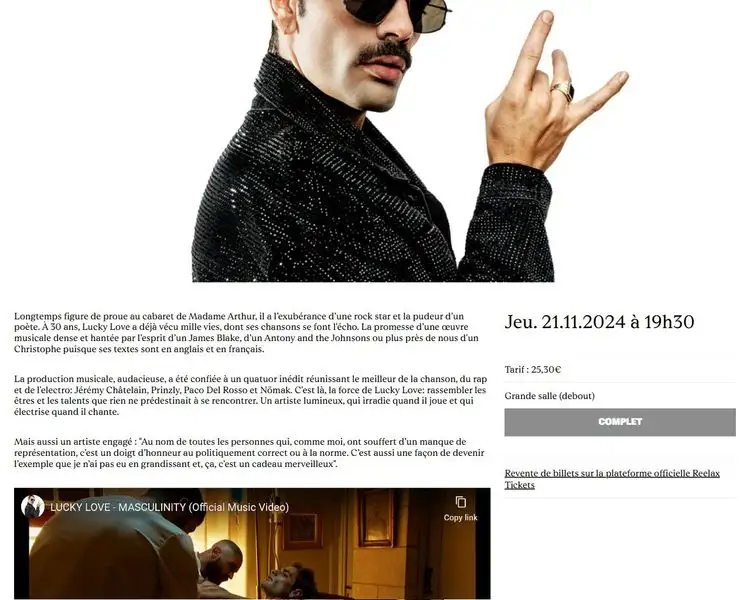 Longtemps figure de proue au cabaret de Madame Arthur, il a l'exubérance d'une rock star et la pudeur d'un
poète. À 30 ans, Lucky Love a déjà vécu mille vies, dont ses chansons se font l'écho. La promesse d'une œuvre
musicale dense et hantée par l'esprit d'un James Blake, d'un Antony and the Johnsons ou plus près de nous d'un
Christophe puisque ses textes sont en anglais et en français.
La production musicale, audacieuse, a été confiée à un quatuor inédit réunissant le meilleur de la chanson, du rap
et de l'electro: Jérémy Châtelain, Prinzly, Paco Del Rosso et Nömak. C'est là, la force de Lucky Love: rassembler les
êtres et les talents que rien ne prédestinait à se rencontrer. Un artiste lumineux, qui irradie quand il joue et qui
électrise quand il chante.
Mais aussi un artiste engagé : "Au nom de toutes les personnes qui, comme moi, ont souffert d'un manque de
représentation, c'est un doigt d'honneur au politiquement correct ou à la norme. C'est aussi une façon de devenir
l'exemple que je n'ai pas eu en grandissant et, ça, c'est un cadeau merveilleux".
LUCKY LOVE - MASCULINITY (Official Music Video)
Copy link
Jeu. 21.11.2024 à 19h30
Tarif : 25,30€
Grande salle (debout)
COMPLET
Revente de billets sur la plateforme officielle Reelax
Tickets